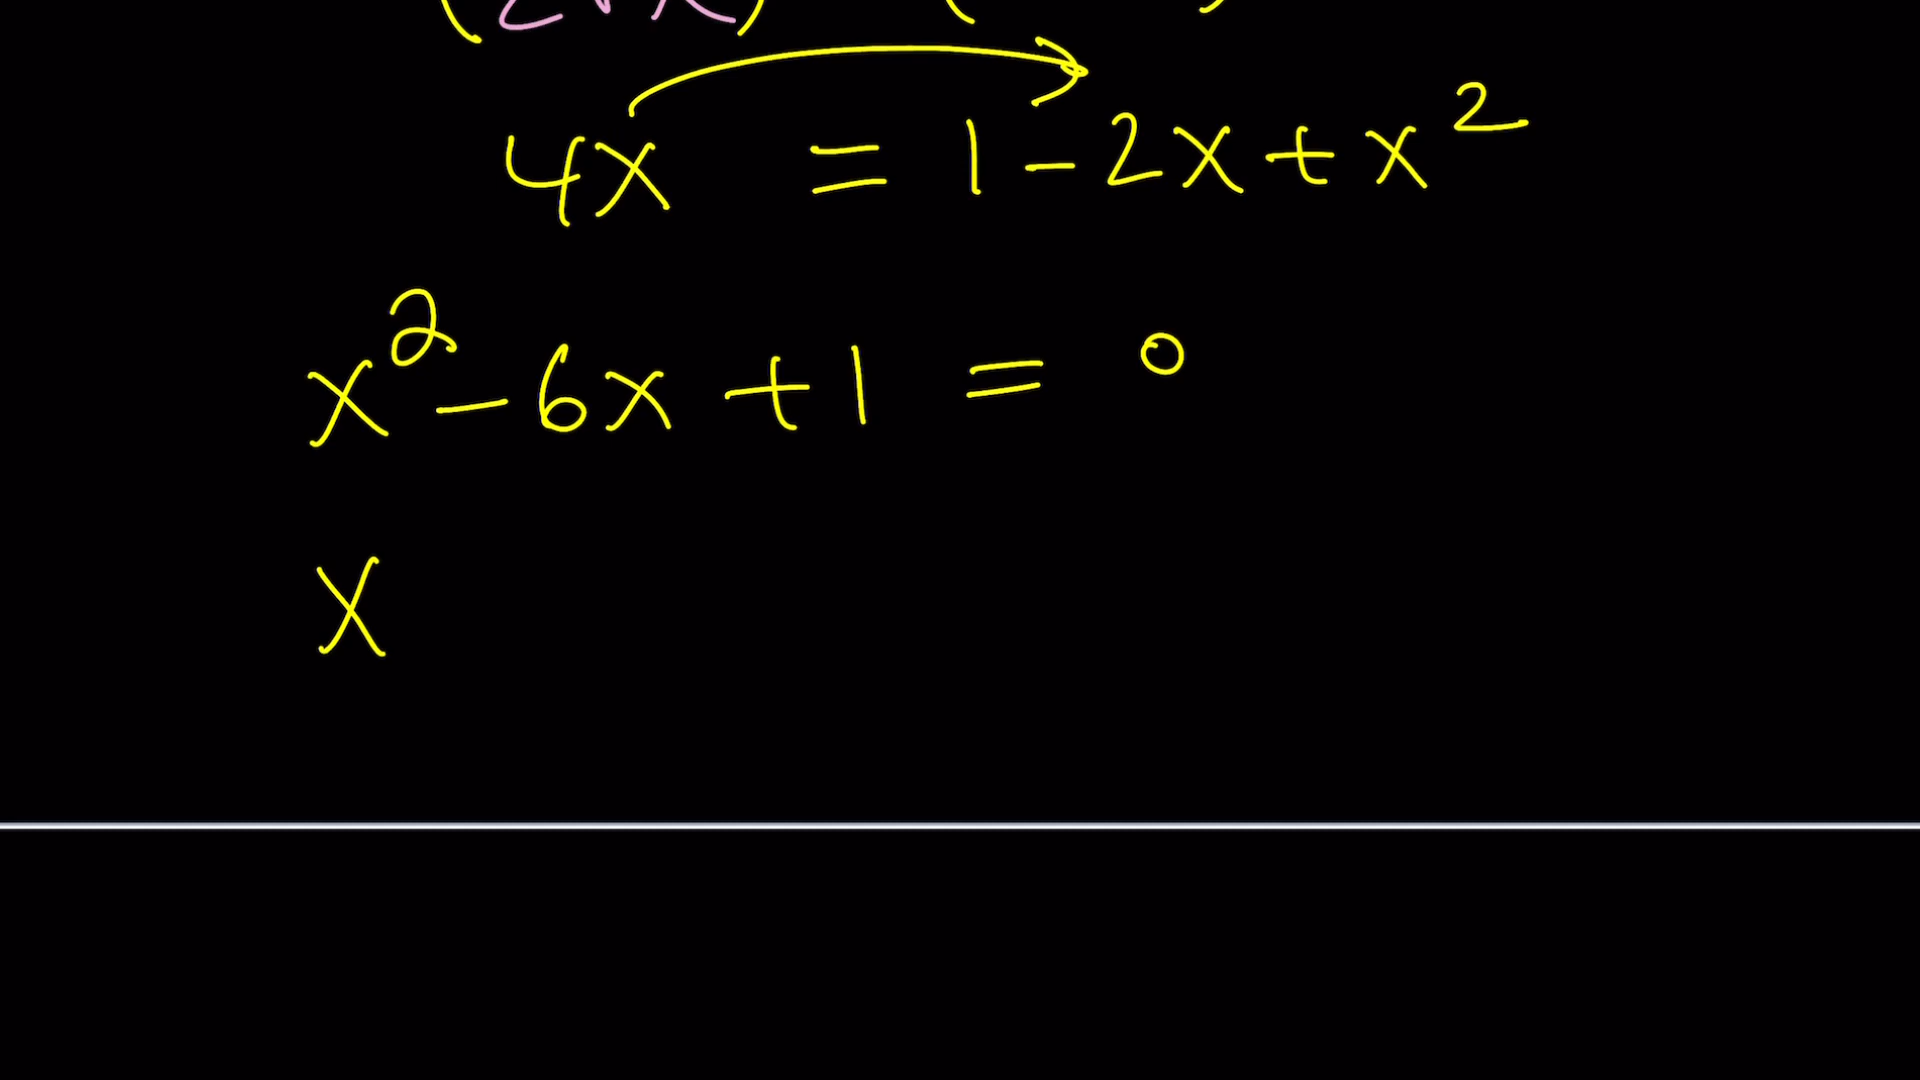 4x = 1 - 2x + x²
x² - 6x + 1 = 0
x